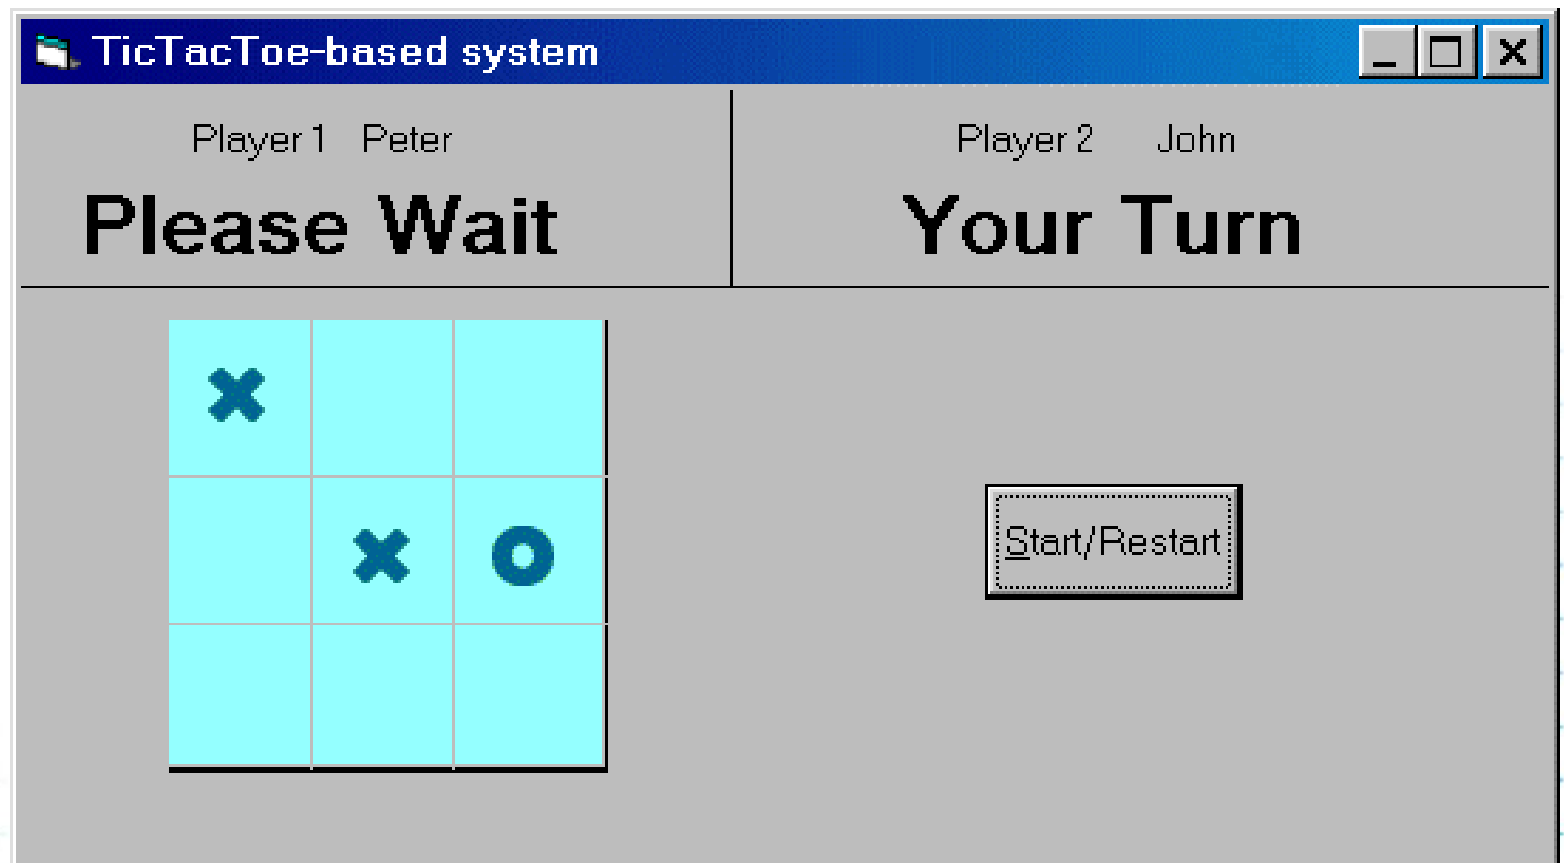 TicTacToe-based system
Player 1 Peter
Player 2 John
Please Wait
Your Turn
Start/Restart